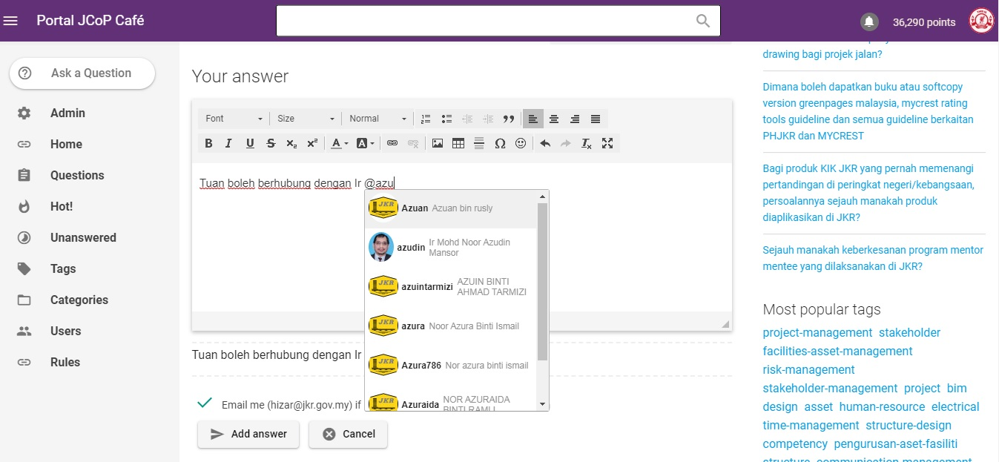 Portal JCoP Café
36,290 points
Ask a Question
Admin
Home
Questions
Hot!
Unanswered
Tags
Categories
Users
Rules
Your answer
Font Size Normal
B I U S x₂ x² A A Ω Tx
Tuan boleh berhubung dengan Ir @azu
JKR Azuan Azuan bin rusly
azudin Ir Mohd Noor Azudin
Mansor
JKR azuintarmizi AZUIN BINTI
AHMAD TARMIZI
JKR azura Noor Azura Binti Ismail
JKR Azura786 Nor azura binti ismail
JKR Azuraida NOR AZURAIDA
BINTI RAMLI
Tuan boleh berhubung dengan Ir
Email me (hizar@jkr.gov.my) if
Add answer Cancel
drawing bagi projek jalan?
Dimana boleh dapatkan buku atau softcopy
version greenpages malaysia, mycrest rating
tools guideline dan semua guideline berkaitan
PHJKR dan MYCREST
Bagi produk KIK JKR yang pernah memenangi
pertandingan di peringkat negeri/kebangsaan,
persoalannya sejauh manakah produk
diaplikasikan di JKR?
Sejauh manakah keberkesanan program mentor
mentee yang dilaksanakan di JKR?
Most popular tags
project-management stakeholder
facilities-asset-management
risk-management
stakeholder-management project bim
design asset human-resource electrical
time-management structure-design
competency pengurusan-aset-fasiliti
structure communication-management